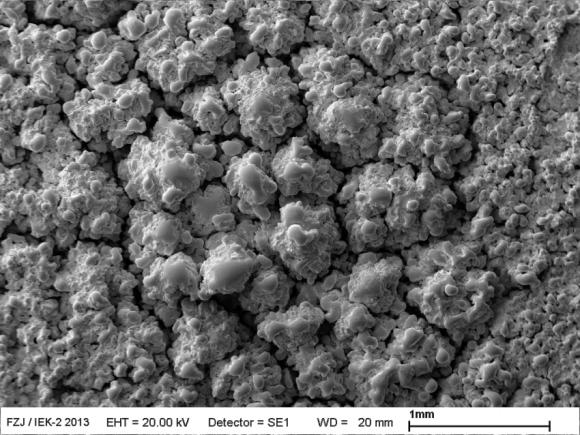 1mm
FZJ / IEK-2 2013 EHT = 20.00 kV Detector = SE1 WD = 20 mm